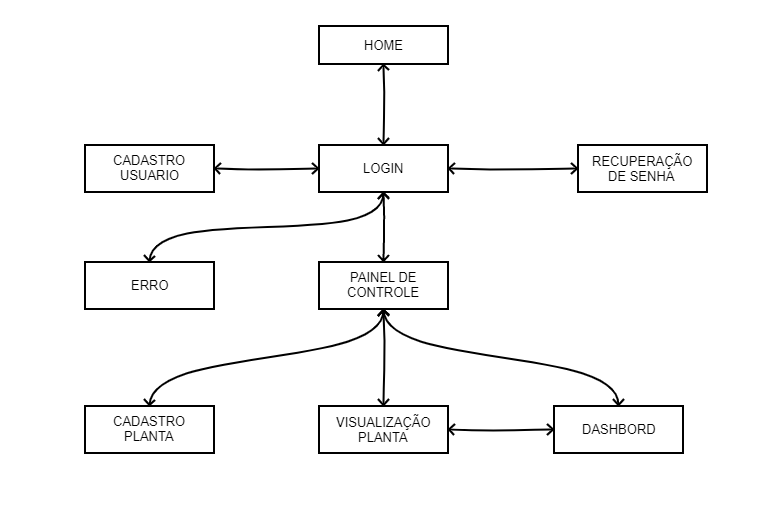 HOME
CADASTRO
USUARIO
LOGIN
RECUPERAÇÃO
DE SENHA
ERRO
PAINEL DE
CONTROLE
CADASTRO
PLANTA
VISUALIZAÇÃO
PLANTA
DASHBORD